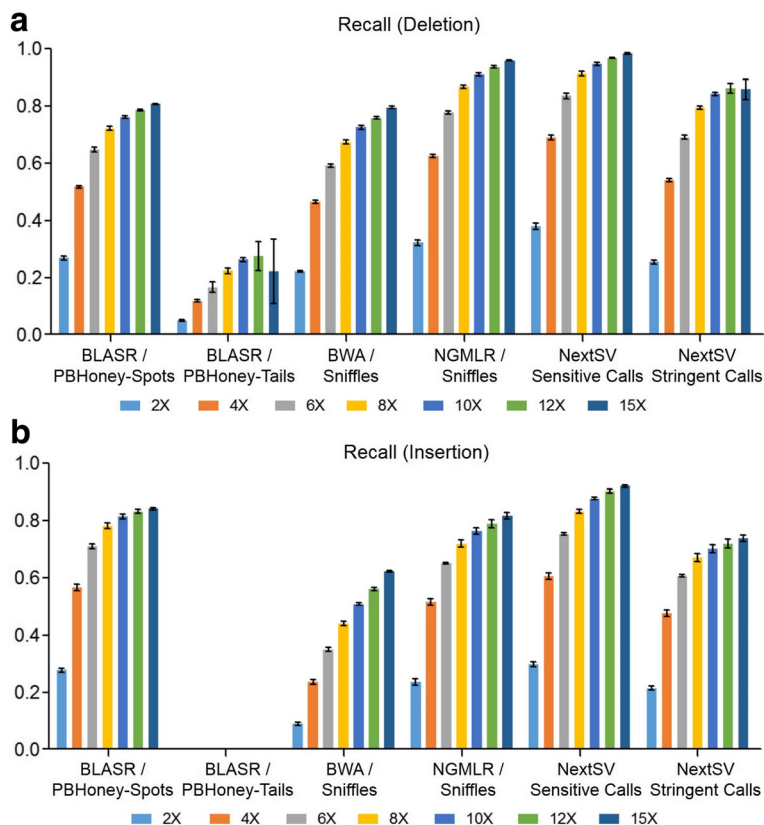 a
Recall (Deletion)
1.0
0.8
0.6
0.4
0.2
0.0
BLASR / BLASR / BWA / NGMLR / NextSV NextSV
PBHoney-Spots PBHoney-Tails Sniffles Sniffles Sensitive Calls Stringent Calls
2X 4X 6X 8X 10X 12X 15X
b
Recall (Insertion)
1.0
0.8
0.6
0.4
0.2
0.0
BLASR / BLASR / BWA / NGMLR / NextSV NextSV
PBHoney-Spots PBHoney-Tails Sniffles Sniffles Sensitive Calls Stringent Calls
2X 4X 6X 8X 10X 12X 15X